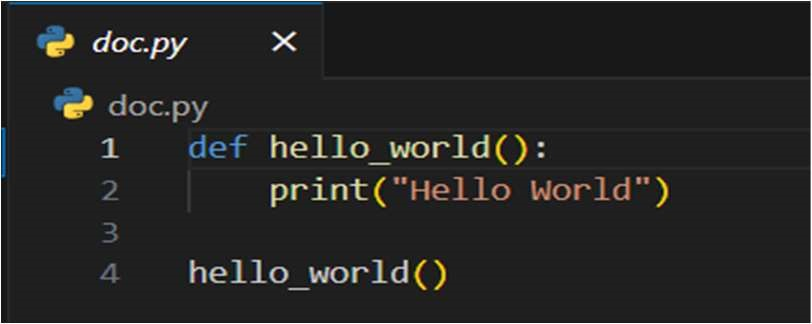 doc.py
doc.py
1 def hello_world():
2     print("Hello World")
3
4 hello_world()